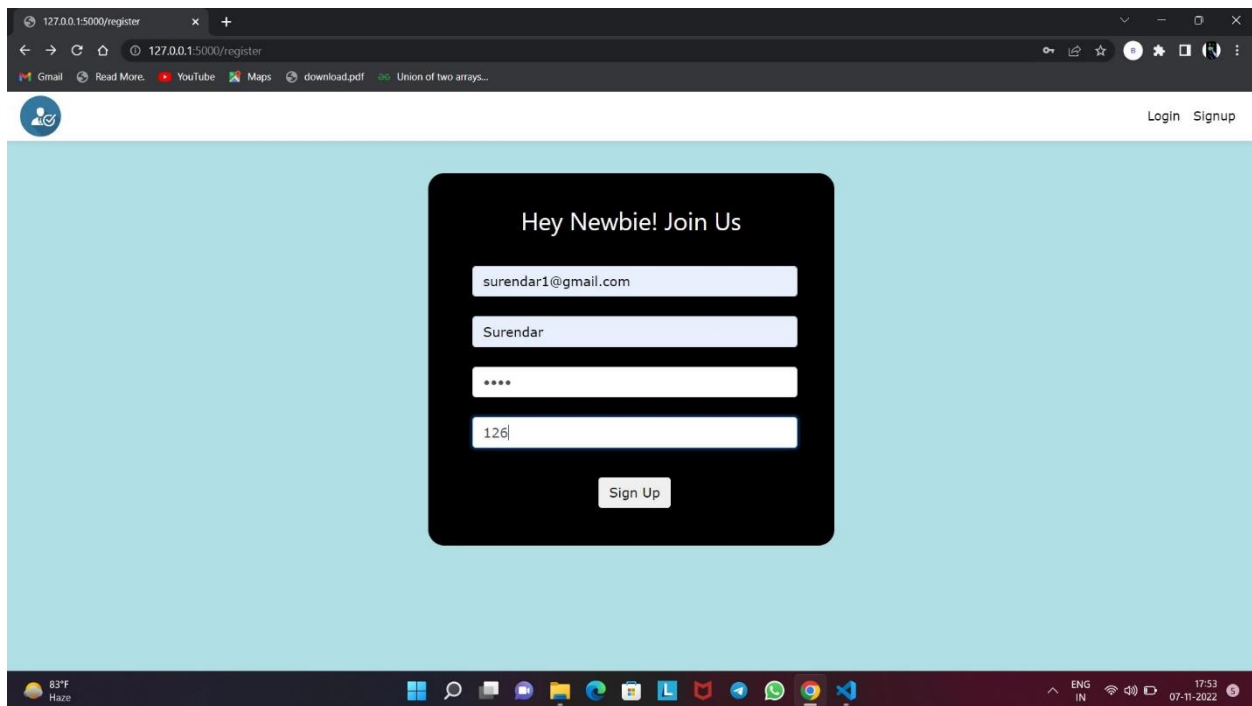 127.0.0.1:5000/register
127.0.0.1:5000/register
Gmail Read More. YouTube Maps download.pdf Union of two arrays...
Login Signup
Hey Newbie! Join Us
surendar1@gmail.com
Surendar
••••
126
Sign Up
83°F
Haze
ENG
IN
17:53
07-11-2022